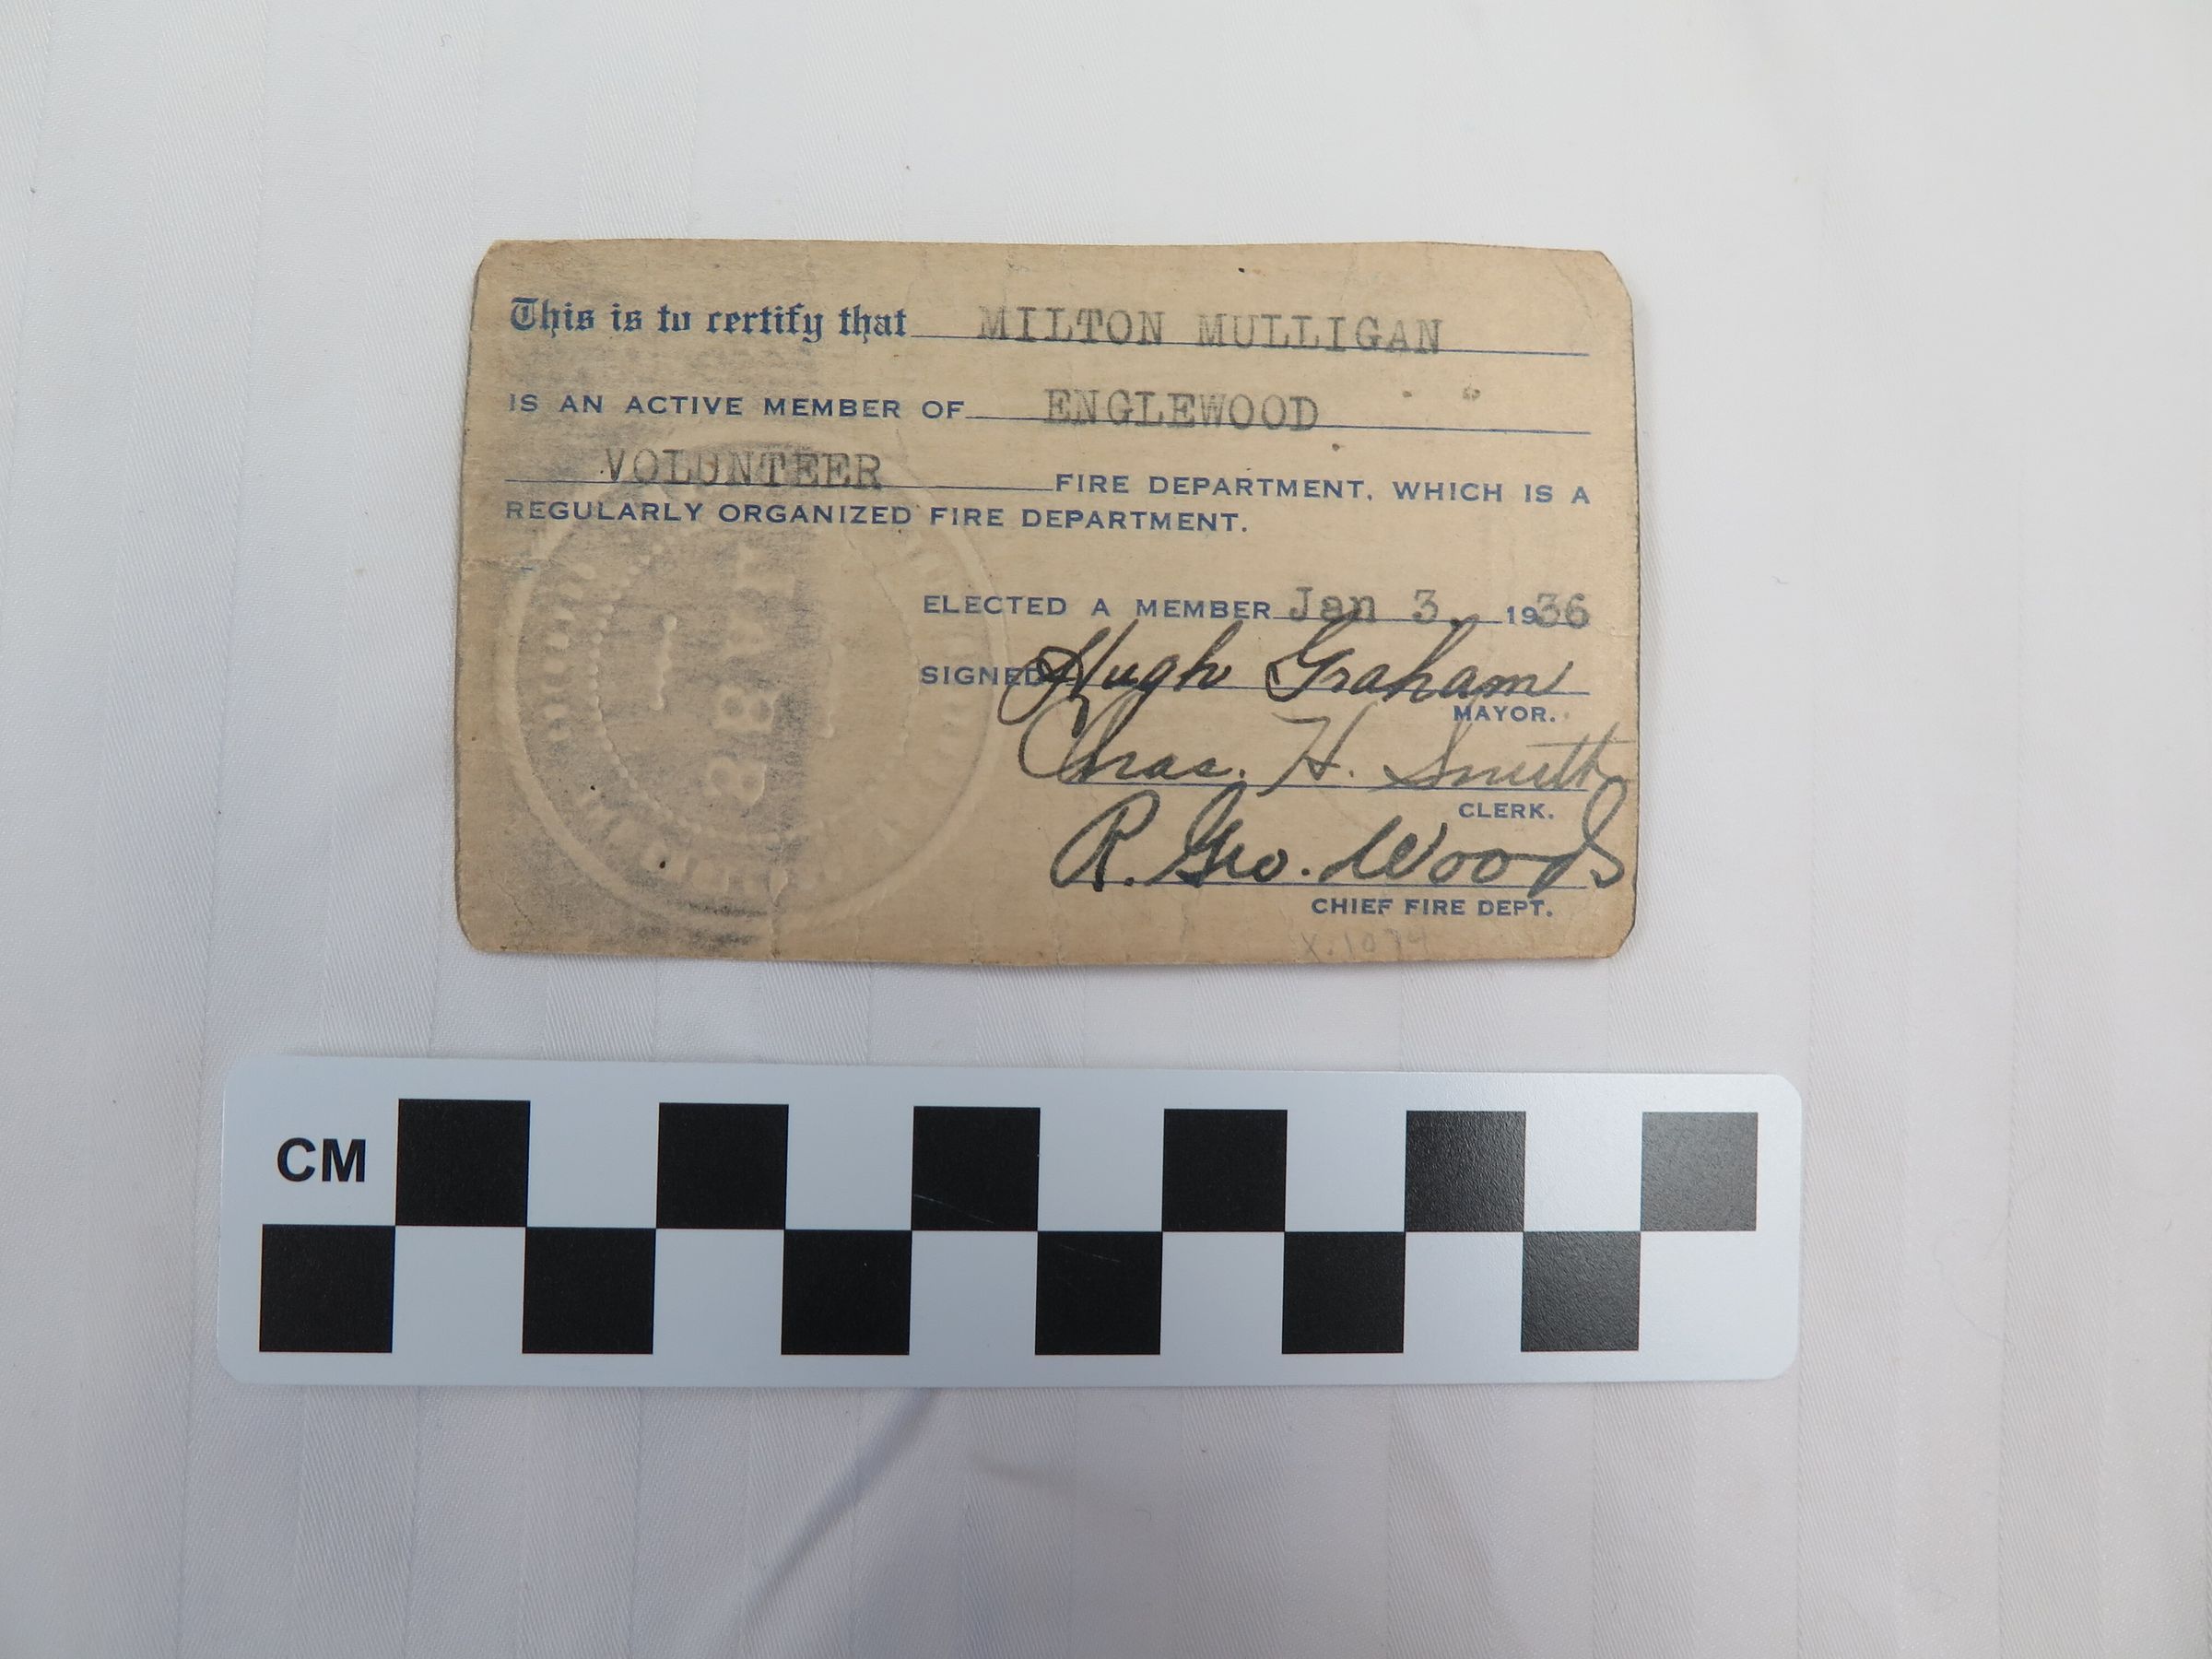 This is to certify that MILTON MULLIGAN
IS AN ACTIVE MEMBER OF ENGLEWOOD
VOLUNTEER FIRE DEPARTMENT, WHICH IS A
REGULARLY ORGANIZED FIRE DEPARTMENT.
ELECTED A MEMBER Jan 3, 1936
SIGNED Hugh Graham
MAYOR.
Chas. H. Smith
CLERK.
R. Geo. Woods
CHIEF FIRE DEPT.
X.1074
CM